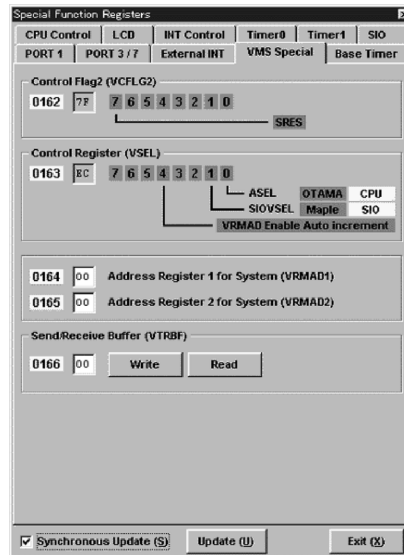 Special Function Registers
CPU Control LCD INT Control Timer0 Timer1 SIO
PORT 1 PORT 3 / 7 External INT VMS Special Base Timer
Control Flag2 (VCFLG2)
0162 7F 7 6 5 4 3 2 1 0
SRES
Control Register (VSEL)
0163 EC 7 6 5 4 3 2 1 0
ASEL OTAMA CPU
SIOVSEL Maple SIO
VRMAD Enable Auto increment
0164 00 Address Register 1 for System (VRMAD1)
0165 00 Address Register 2 for System (VRMAD2)
Send/Receive Buffer (VTRBF)
0166 00 Write Read
Synchronous Update (S) Update (U) Exit (X)